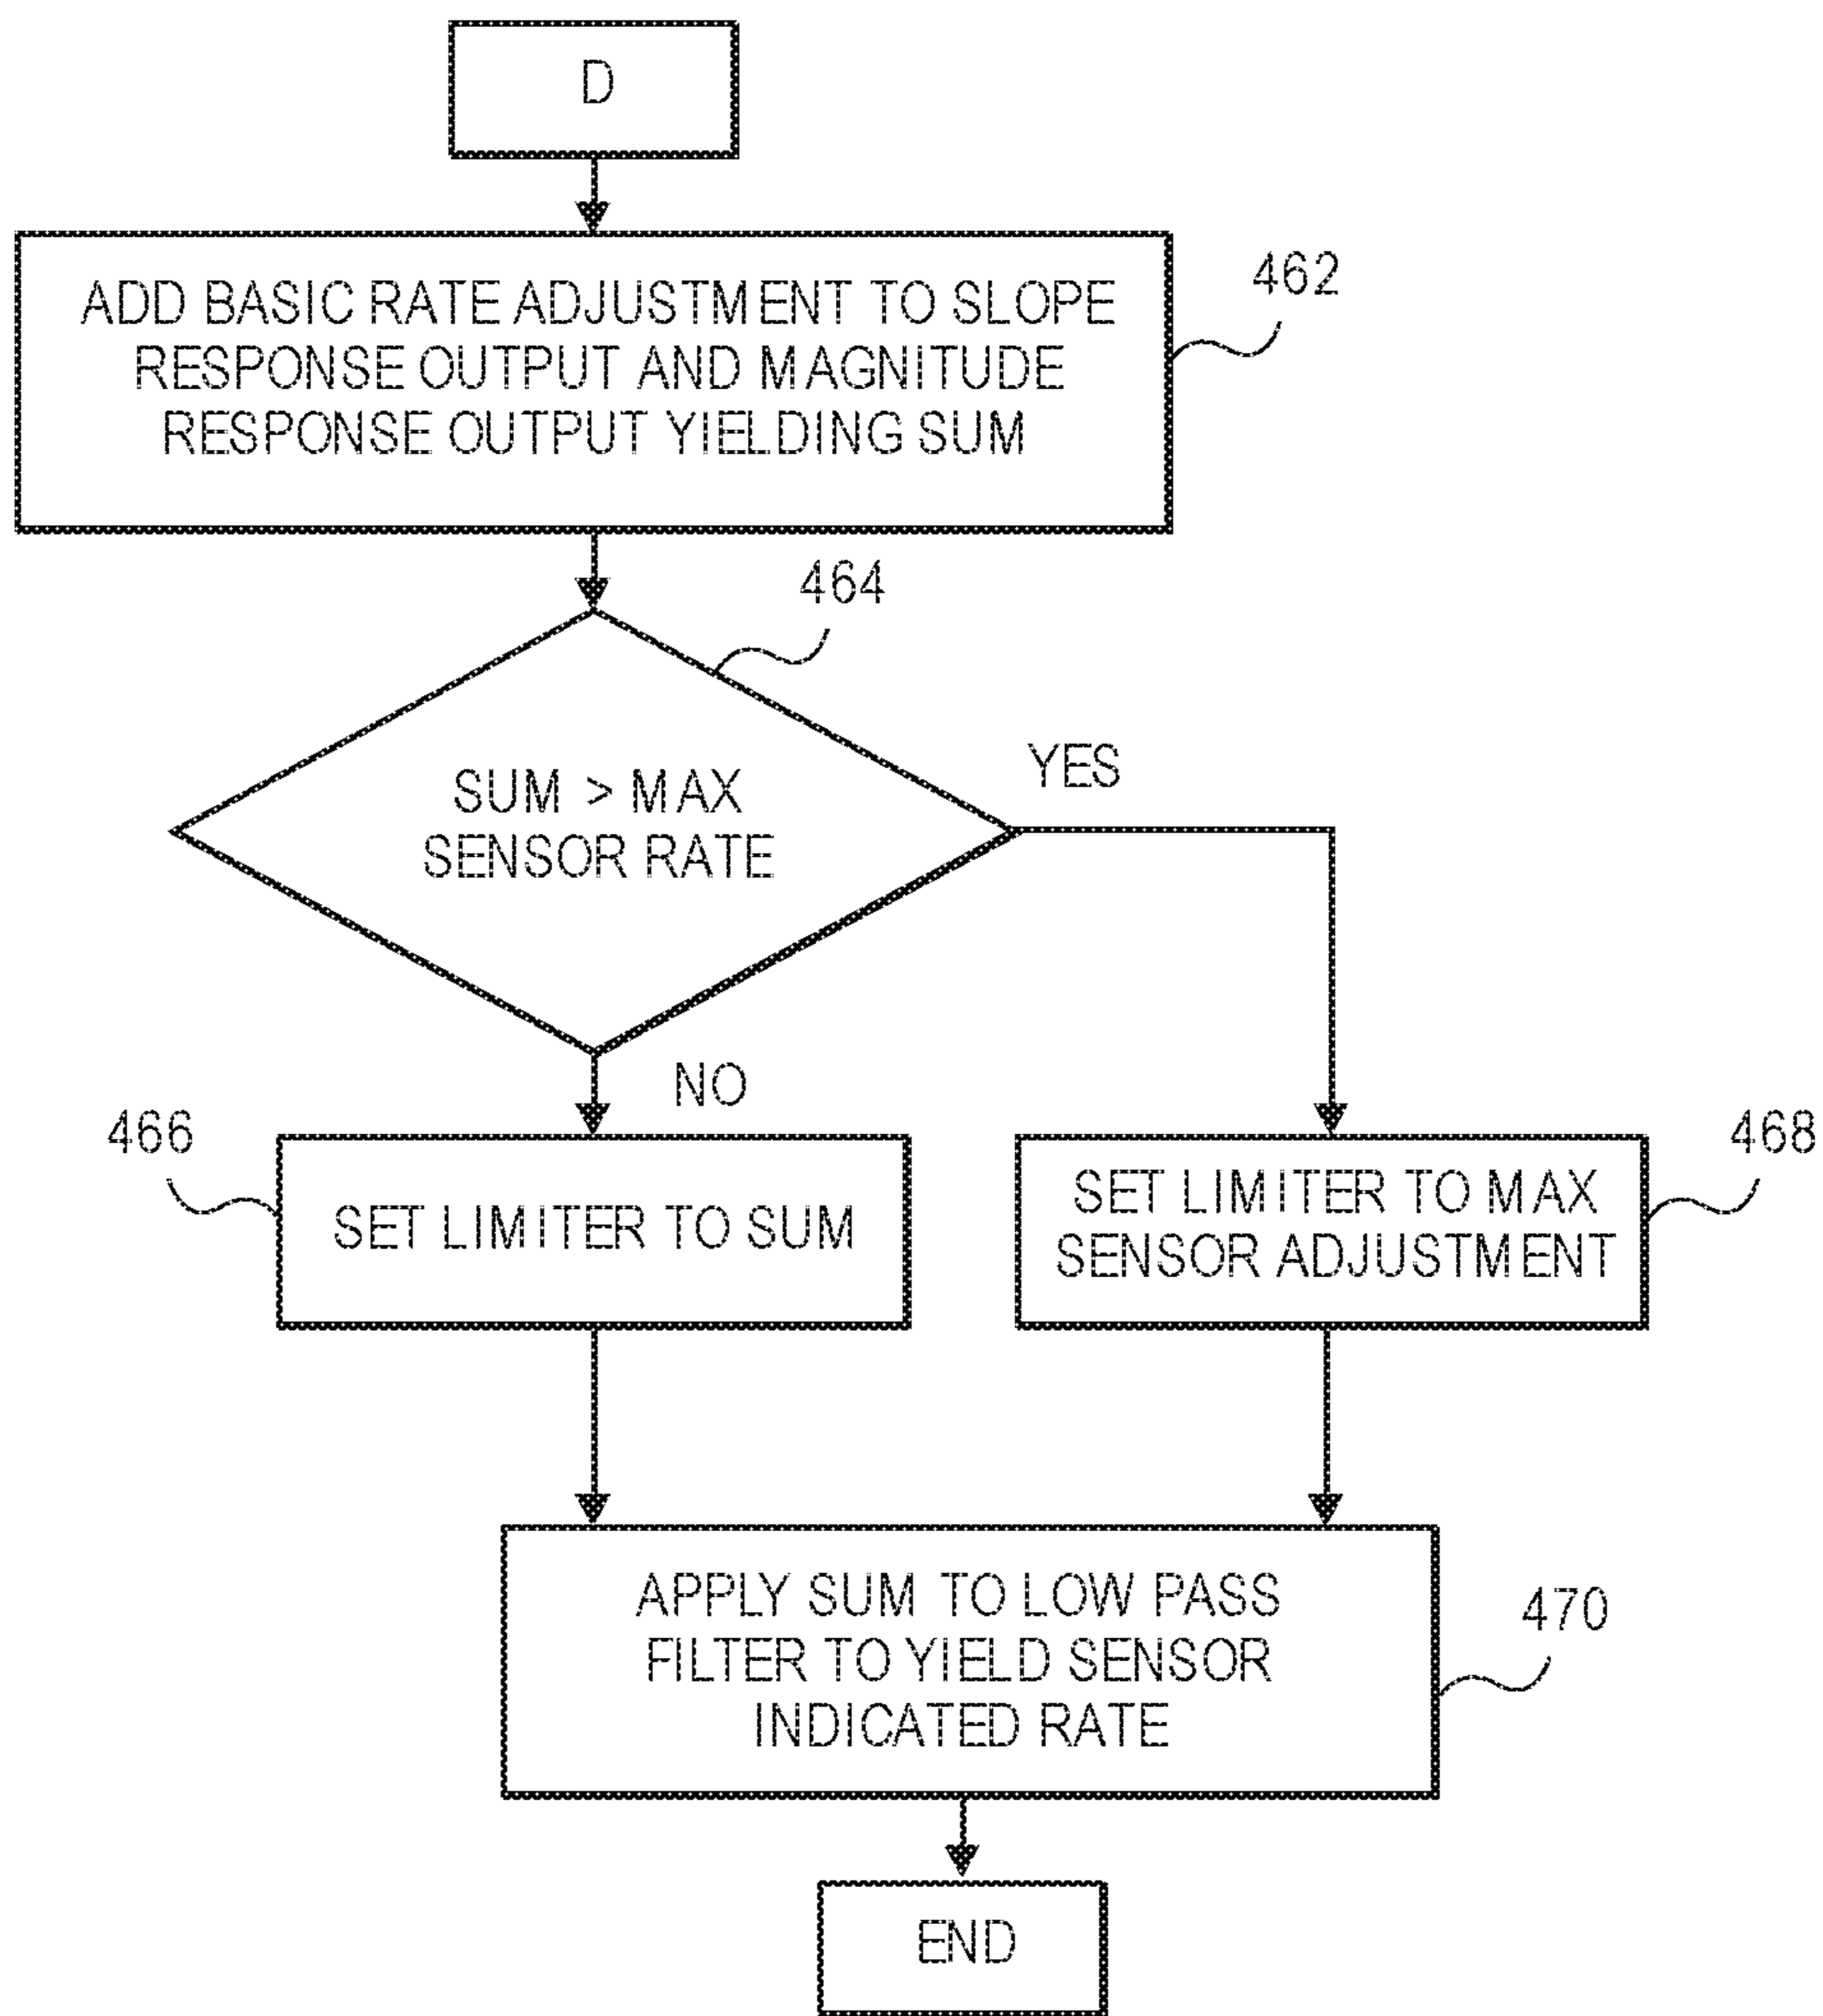 D
ADD BASIC RATE ADJUSTMENT TO SLOPE
RESPONSE OUTPUT AND MAGNITUDE
RESPONSE OUTPUT YIELDING SUM
462
464
SUM > MAX
SENSOR RATE
YES
NO
466
SET LIMITER TO SUM
SET LIMITER TO MAX
SENSOR ADJUSTMENT
468
APPLY SUM TO LOW PASS
FILTER TO YIELD SENSOR
INDICATED RATE
470
END